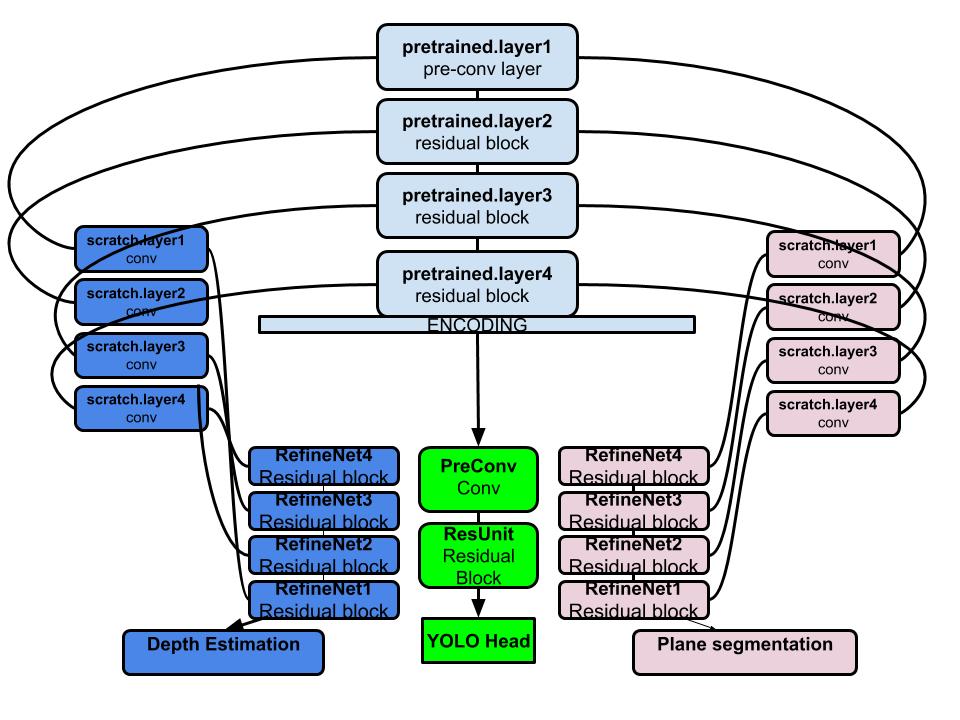 pretrained.layer1
pre-conv layer
pretrained.layer2
residual block
pretrained.layer3
residual block
pretrained.layer4
residual block
ENCODING
scratch.layer1
conv
scratch.layer2
conv
scratch.layer3
conv
scratch.layer4
conv
scratch.layer1
conv
scratch.layer2
conv
scratch.layer3
conv
scratch.layer4
conv
RefineNet4
Residual block
RefineNet3
Residual block
RefineNet2
Residual block
RefineNet1
Residual block
Depth Estimation
PreConv
Conv
ResUnit
Residual
Block
YOLO Head
RefineNet4
Residual block
RefineNet3
Residual block
RefineNet2
Residual block
RefineNet1
Residual block
Plane segmentation